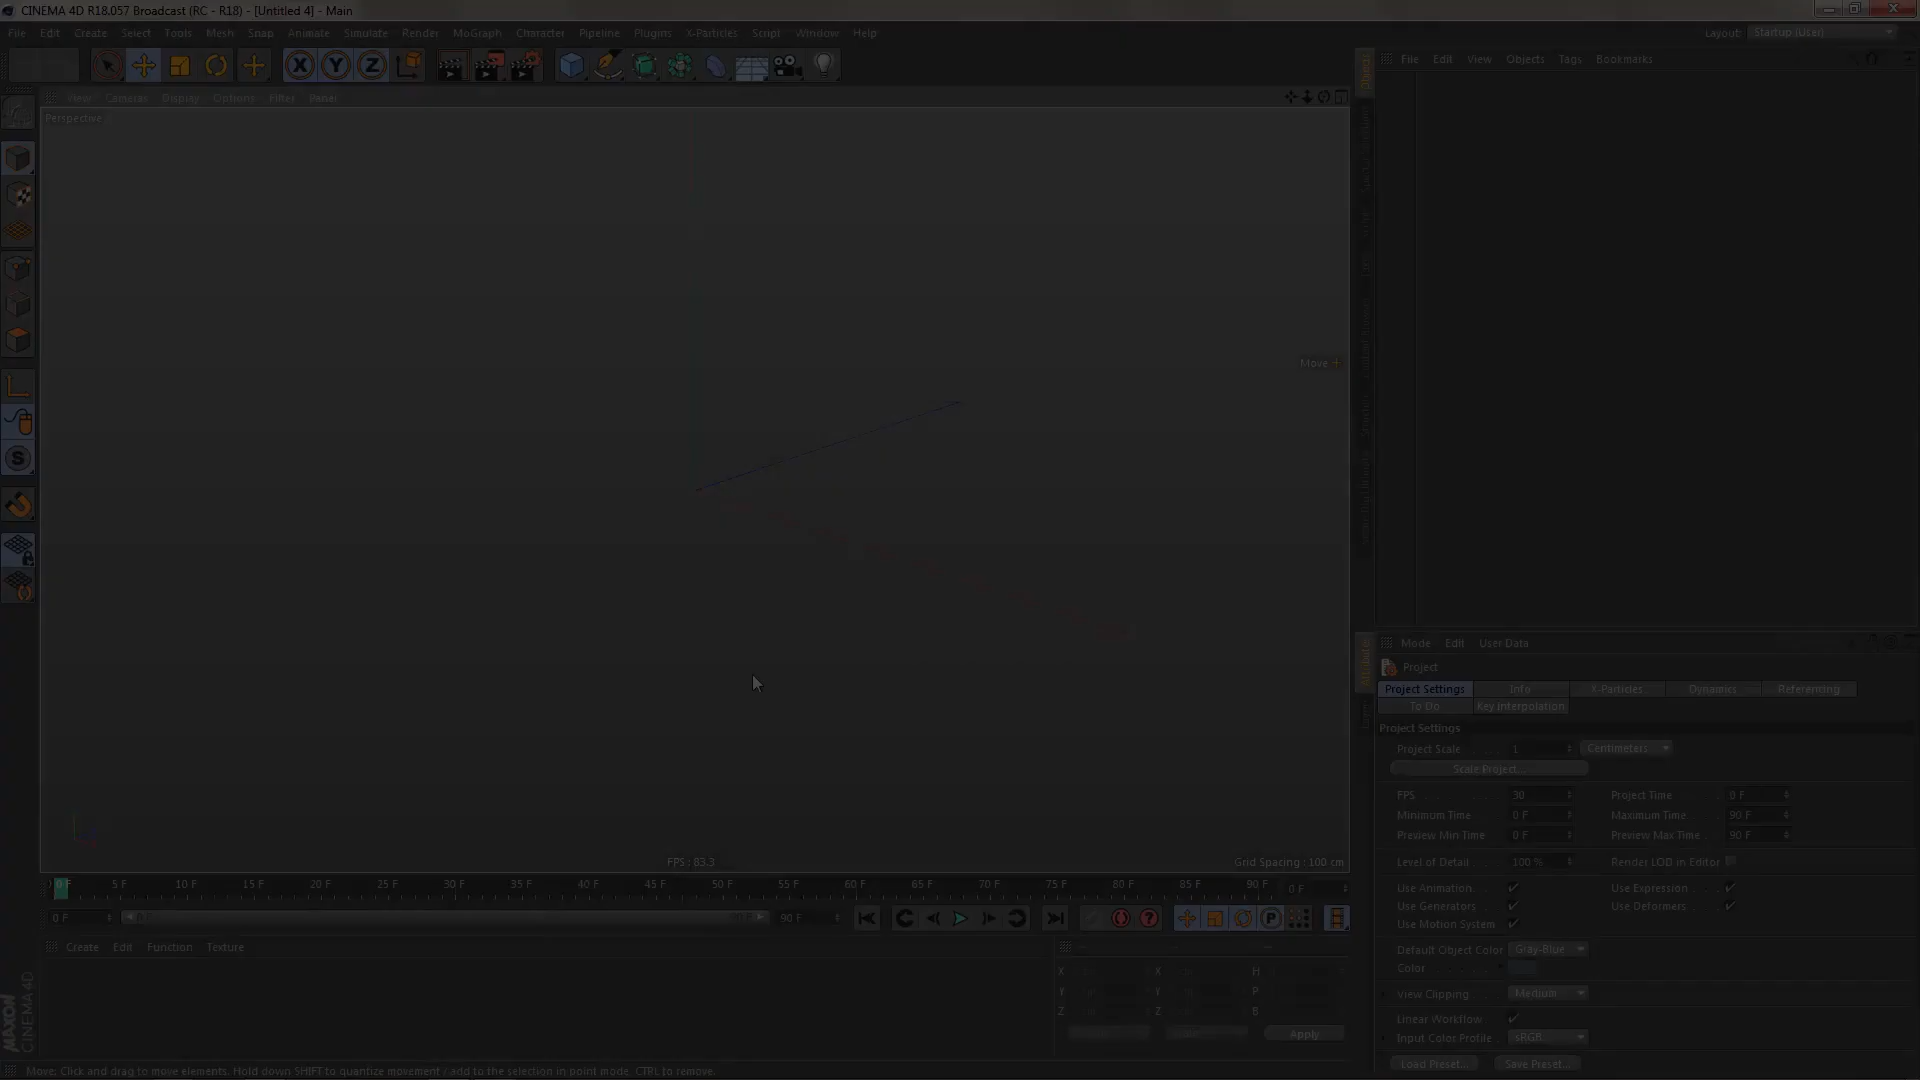 CINEMA 4D R18.057 Broadcast (RC - R18) - [Untitled 4] - Main
File Edit Create Select Tools Mesh Snap Animate Simulate Render MoGraph Character Pipeline Plugins X-Particles Script Window Help
Layout: Startup (User)
X Y Z
File Edit View Objects Tags Bookmarks
View Cameras Display Options Filter Panel
Perspective
Objects
Move
S
FPS : 83.3
Grid Spacing : 100 cm
0 F 5 F 10 F 15 F 20 F 25 F 30 F 35 F 40 F 45 F 50 F 55 F 60 F 65 F 70 F 75 F 80 F 85 F 90 F 0 F
0 F 90 F P
Create Edit Function Texture
X X H
Y Y P
Z Z B
Apply
MAXON CINEMA 4D
Move: Click and drag to move elements. Hold down SHIFT to quantize movement / add to the selection in point mode, CTRL to remove.
Attributes
Mode Edit User Data
Project
Project Settings Info X-Particles Dynamics Referencing
To Do Key Interpolation
Project Settings
Project Scale 1 Centimeters
Scale Project...
FPS 30 Project Time 0 F
Minimum Time 0 F Maximum Time 90 F
Preview Min Time 0 F Preview Max Time 90 F
Level of Detail 100 % Render LOD in Editor
Use Animation Use Expression
Use Generators Use Deformers
Use Motion System
Default Object Color Gray-Blue
Color
View Clipping Medium
Linear Workflow
Input Color Profile sRGB
Load Preset... Save Preset...